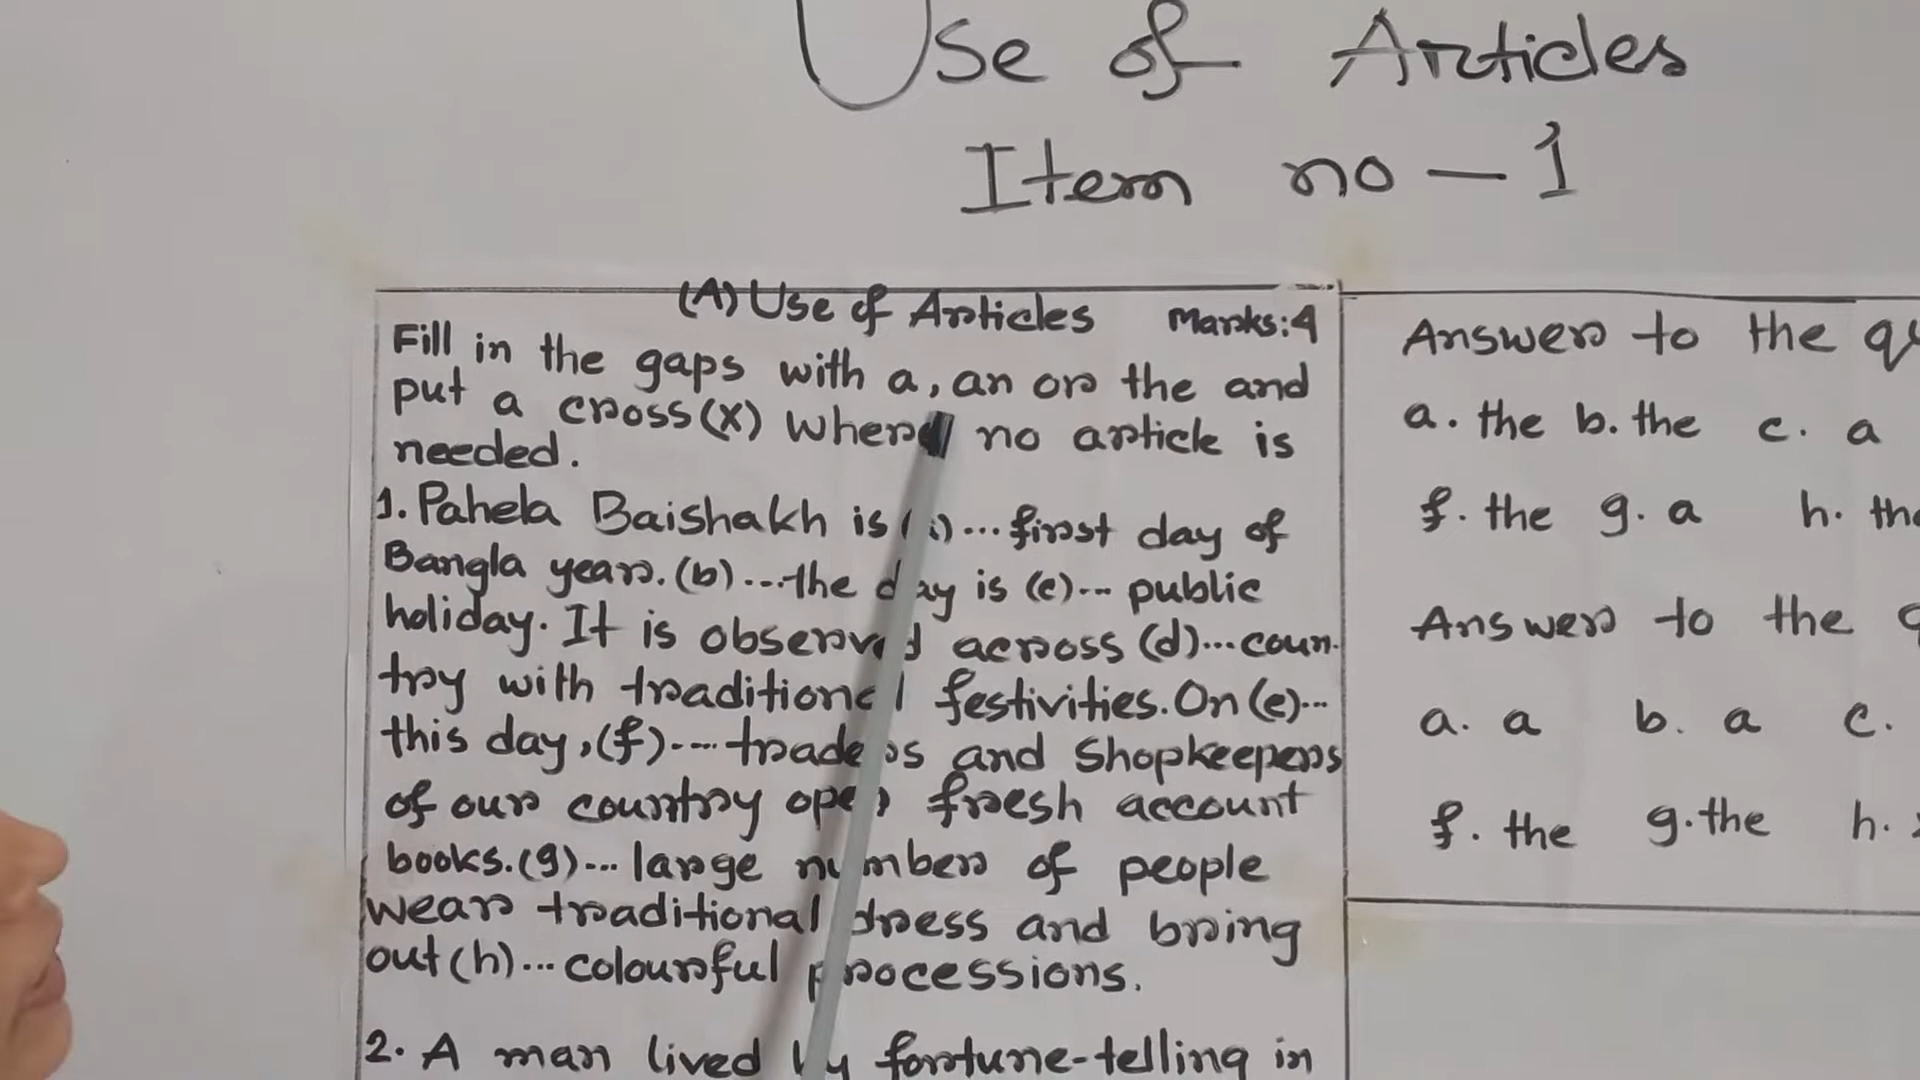 Use of Articles
Item no - 1
(A) Use of Articles Marks: 4
Fill in the gaps with a, an or the and
put a cross (x) where no article is
needed.
1. Pahela Baishakh is ... first day of
Bangla year. (b) ... the day is (c) ... public
holiday. It is observed across (d) ... coun-
try with traditional festivities. On (e) ...
this day, (f) .... traders and Shopkeepers
of our country open fresh account
books. (g) ... large number of people
wear traditional dress and bring
out (h) ... colourful processions.
2. A man lived by fortune-telling in
Answer to the
a. the b. the c. a
f. the g. a h.
Answer to the
a. a b. a c.
f. the g. the h.